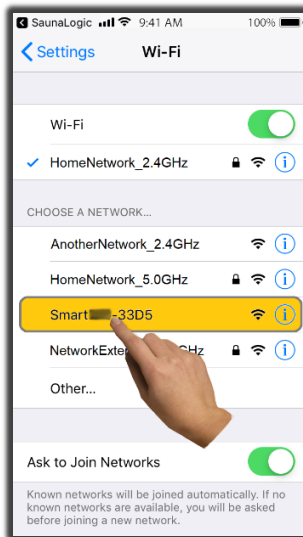 SaunaLogic 9:41 AM 100%
Settings Wi-Fi
Wi-Fi
HomeNetwork_2.4GHz
CHOOSE A NETWORK...
AnotherNetwork_2.4GHz
HomeNetwork_5.0GHz
Smart -33D5
GHz
Other...
Ask to Join Networks
Known networks will be joined automatically. If no
known networks are available, you will be asked
before joining a new network.